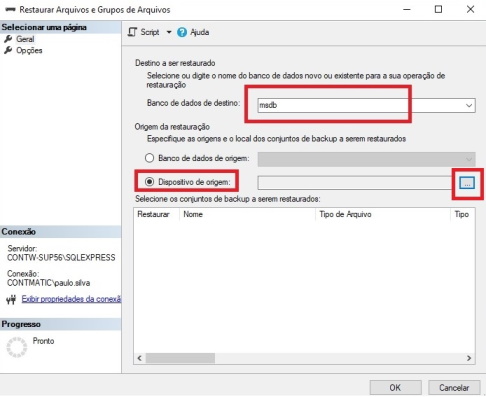 Restaurar Arquivos e Grupos de Arquivos
Selecionar uma página
Geral
Opções
Script
Ajuda
Destino a ser restaurado
Selecione ou digite o nome do banco de dados novo ou existente para a sua operação de
restauração
Banco de dados de destino:
msdb
Origem da restauração
Especifique as origens e o local dos conjuntos de backup a serem restaurados
Banco de dados de origem:
Dispositivo de origem:
...
Selecione os conjuntos de backup a serem restaurados:
Restaurar Nome Tipo de Arquivo Tipo
Conexão
Servidor:
CONTW-SUP56\SQLEXPRESS
Conexão:
CONTMATIC\paulo.silva
Exibir propriedades da conexã
Progresso
Pronto
OK Cancelar